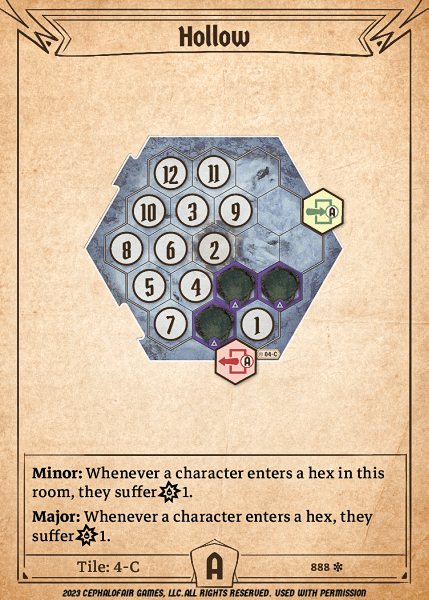 Hollow
12 11
10 3 9
A
8 6 2
5 4
7 1
A
04-C
Minor: Whenever a character enters a hex in this
room, they suffer 1.
Major: Whenever a character enters a hex, they
suffer 1.
Tile: 4-C A 888
2023 CEPHALOFAIR GAMES, LLC. ALL RIGHTS RESERVED. USED WITH PERMISSION